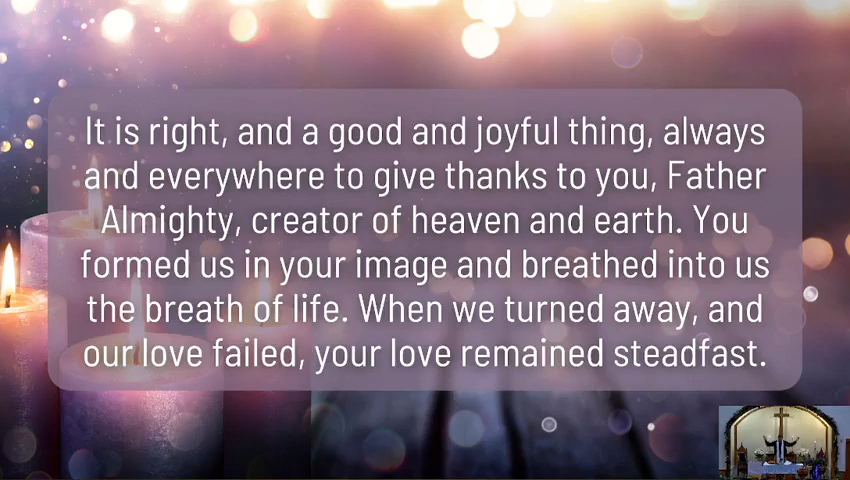 It is right, and a good and joyful thing, always
and everywhere to give thanks to you, Father
Almighty, creator of heaven and earth. You
formed us in your image and breathed into us
the breath of life. When we turned away, and
our love failed, your love remained steadfast.